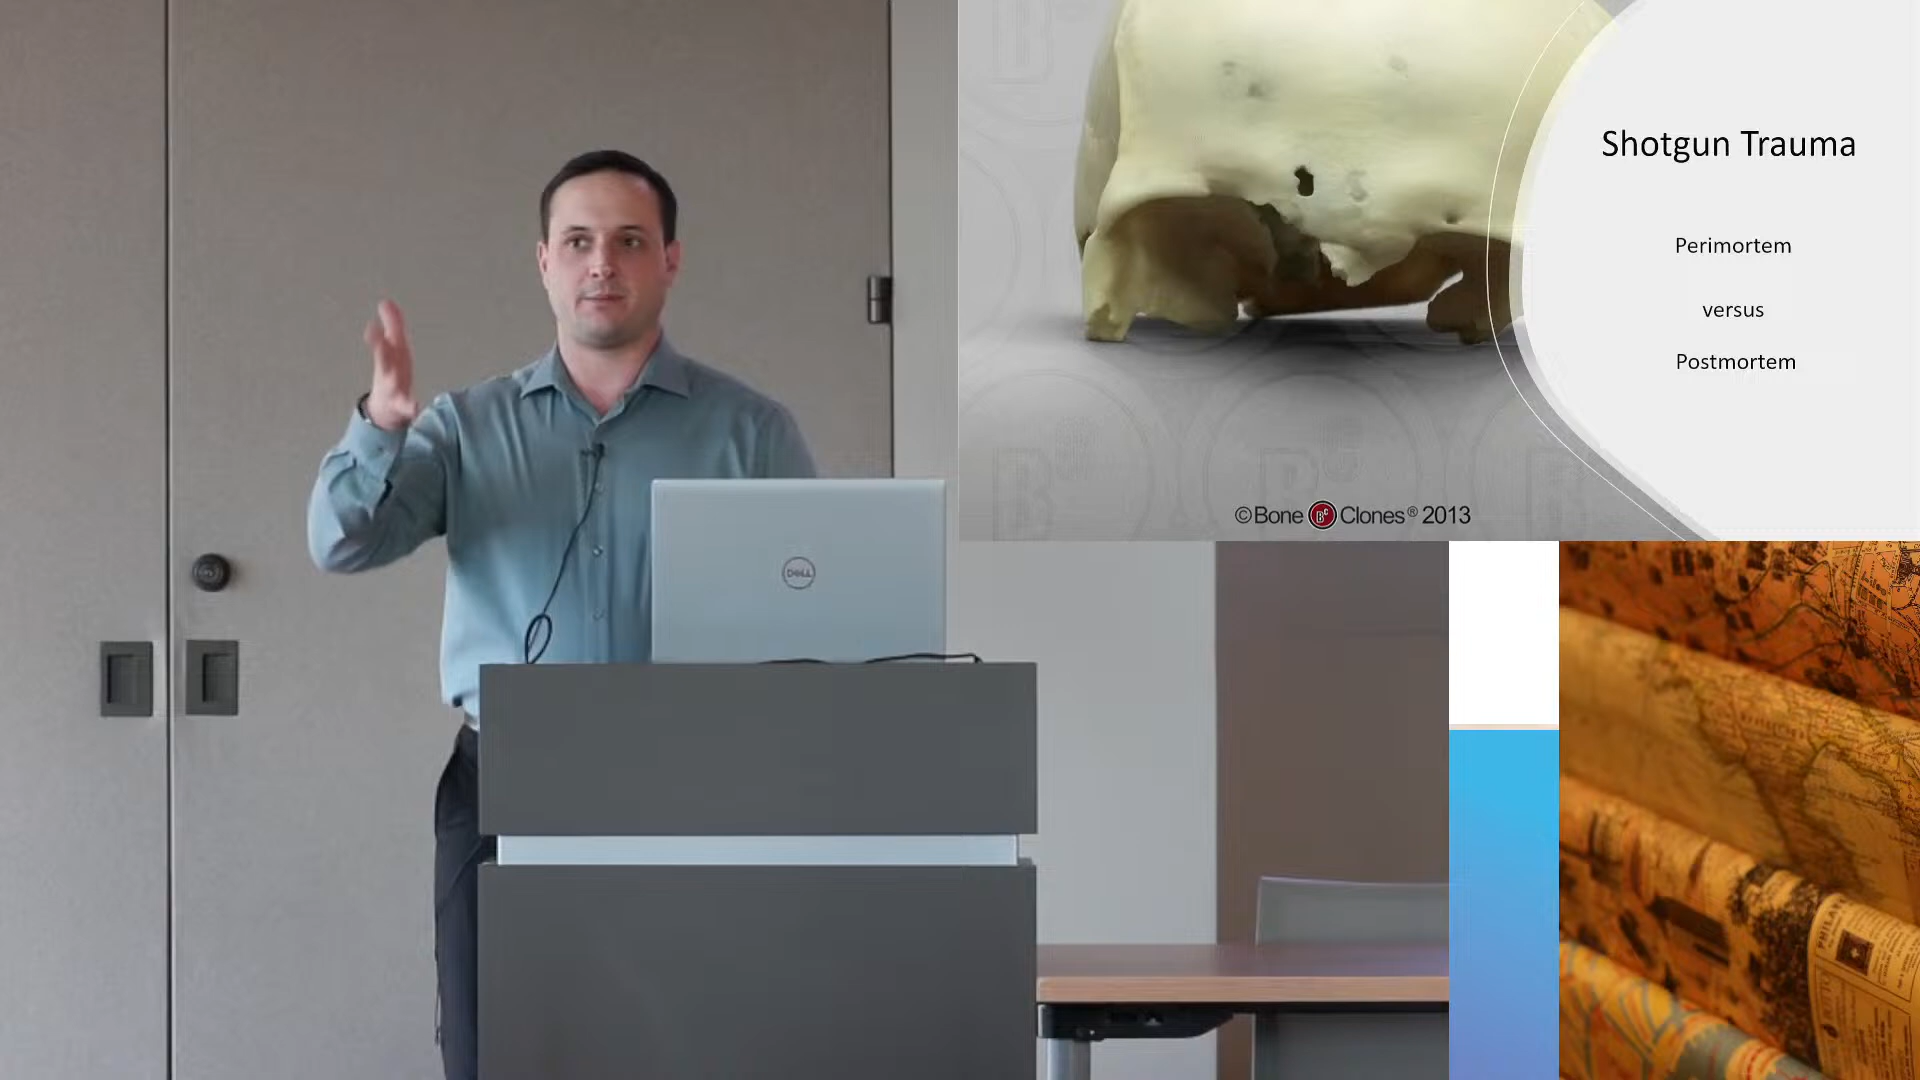 Shotgun Trauma
Perimortem
versus
Postmortem
©Bone Clones® 2013
DELL